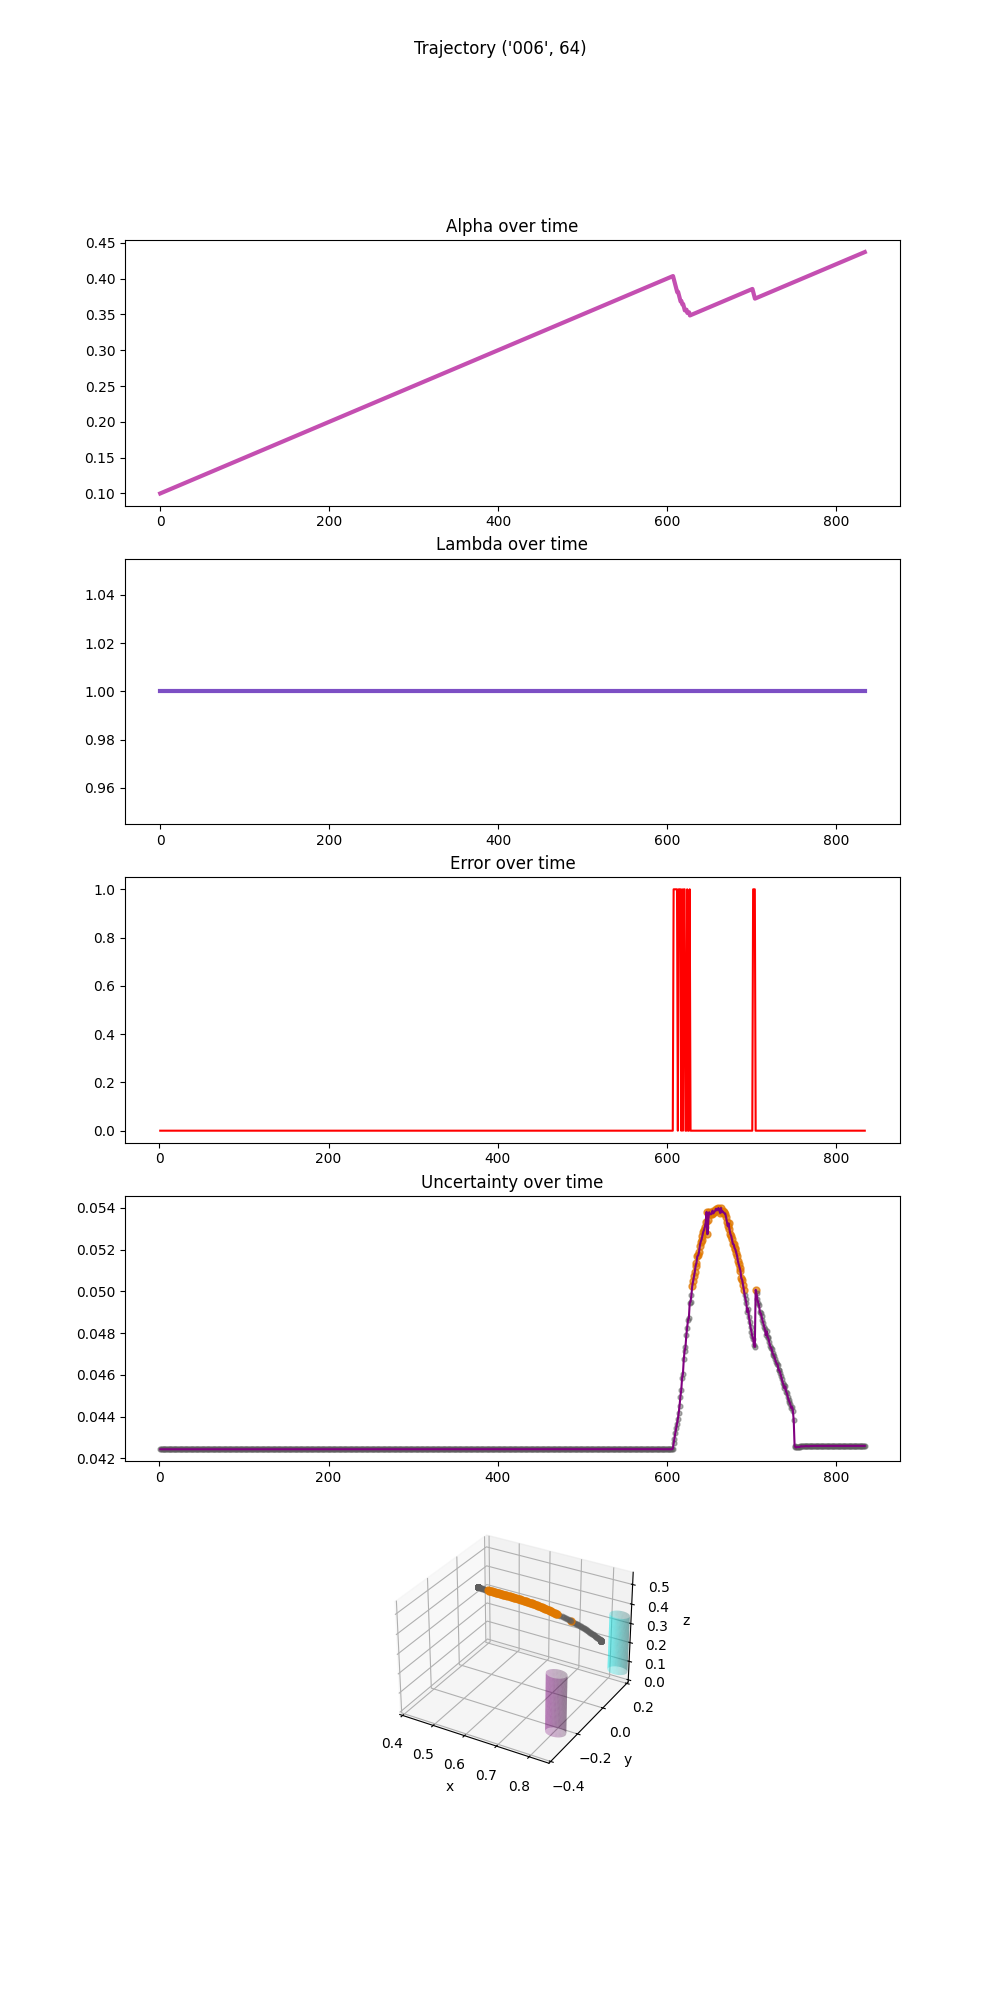 Trajectory ('006', 64)
Alpha over time
0.45
0.40
0.35
0.30
0.25
0.20
0.15
0.10
0 200 400 600 800
Lambda over time
1.04
1.02
1.00
0.98
0.96
0 200 400 600 800
Error over time
1.0
0.8
0.6
0.4
0.2
0.0
0 200 400 600 800
Uncertainty over time
0.054
0.052
0.050
0.048
0.046
0.044
0.042
0 200 400 600 800
0.5
0.4
0.3
0.2
0.1
0.0
z
0.2
0.0
−0.2
−0.4
y
0.4 0.5 0.6 0.7 0.8
x